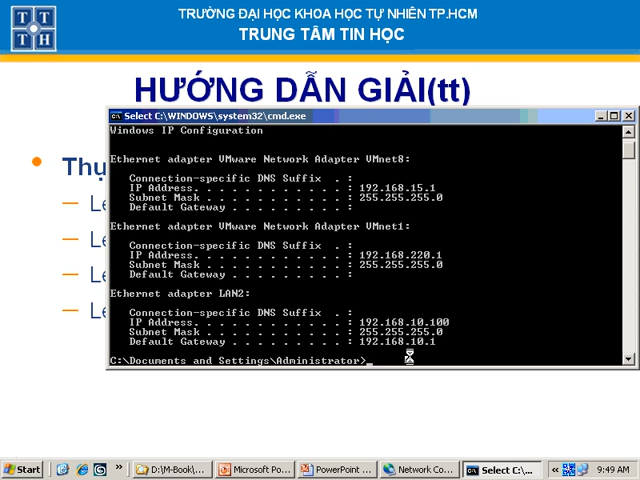 T T
T H
TRƯỜNG ĐẠI HỌC KHOA HỌC TỰ NHIÊN TP.HCM
TRUNG TÂM TIN HỌC
HƯỚNG DẪN GIẢI(tt)
Select C:\WINDOWS\system32\cmd.exe
Windows IP Configuration
Ethernet adapter VMware Network Adapter VMnet8:
Connection-specific DNS Suffix . :
IP Address. . . . . . . . . . . . : 192.168.15.1
Subnet Mask . . . . . . . . . . . : 255.255.255.0
Default Gateway . . . . . . . . . :
Ethernet adapter VMware Network Adapter VMnet1:
Connection-specific DNS Suffix . :
IP Address. . . . . . . . . . . . : 192.168.220.1
Subnet Mask . . . . . . . . . . . : 255.255.255.0
Default Gateway . . . . . . . . . :
Ethernet adapter LAN2:
Connection-specific DNS Suffix . :
IP Address. . . . . . . . . . . . : 192.168.10.100
Subnet Mask . . . . . . . . . . . : 255.255.255.0
Default Gateway . . . . . . . . . : 192.168.10.1
C:\Documents and Settings\Administrator>_
• Thụ
– Le
– Le
– Le
– Le
Start » D:\M-Book\... Microsoft Po... PowerPoint ... Network Co... Select C:\... « 9:49 AM